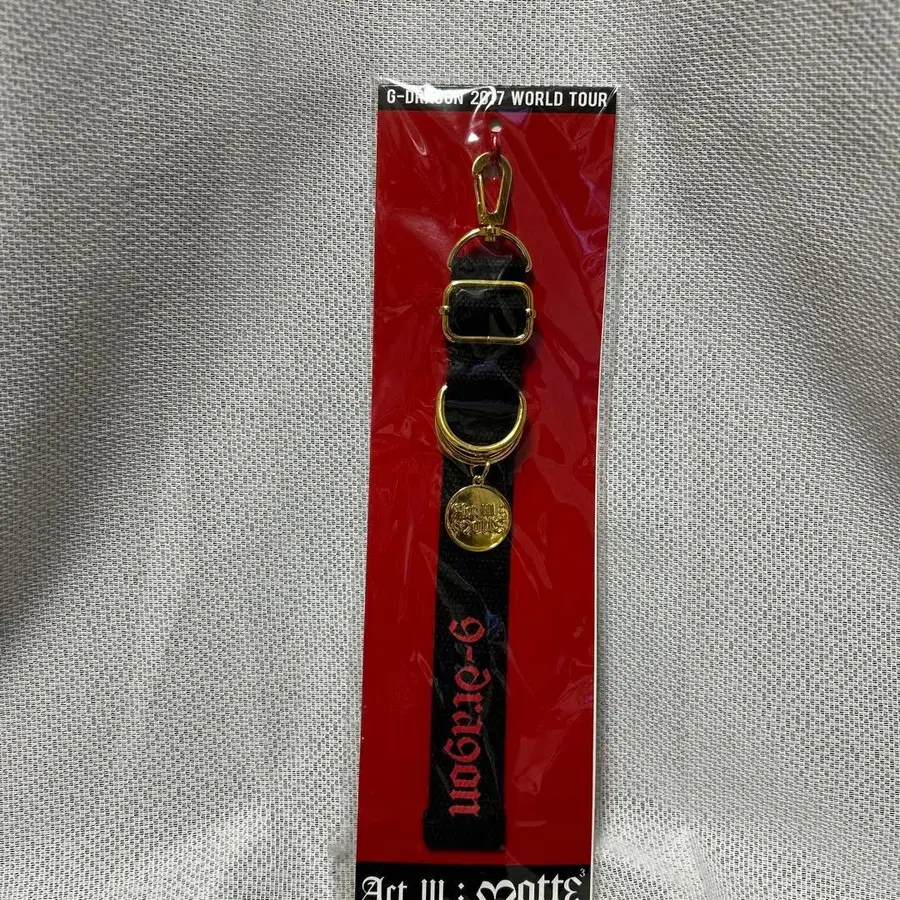 G-DRAGON 2017 WORLD TOUR
g-dragon
Act III : Motte